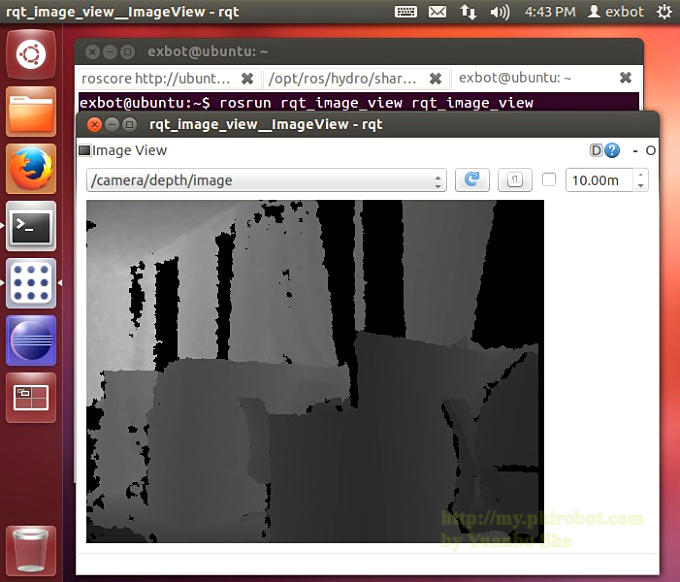 rqt_image_view__ImageView - rqt
4:43 PM
exbot
exbot@ubuntu: ~
roscore http://ubunt...
/opt/ros/hydro/shar...
exbot@ubuntu: ~
exbot@ubuntu:~$ rosrun rqt_image_view rqt_image_view
rqt_image_view__ImageView - rqt
Image View
D
?
- O
/camera/depth/image
10.00m
http://my.phirobot.com
by Yuanbo She